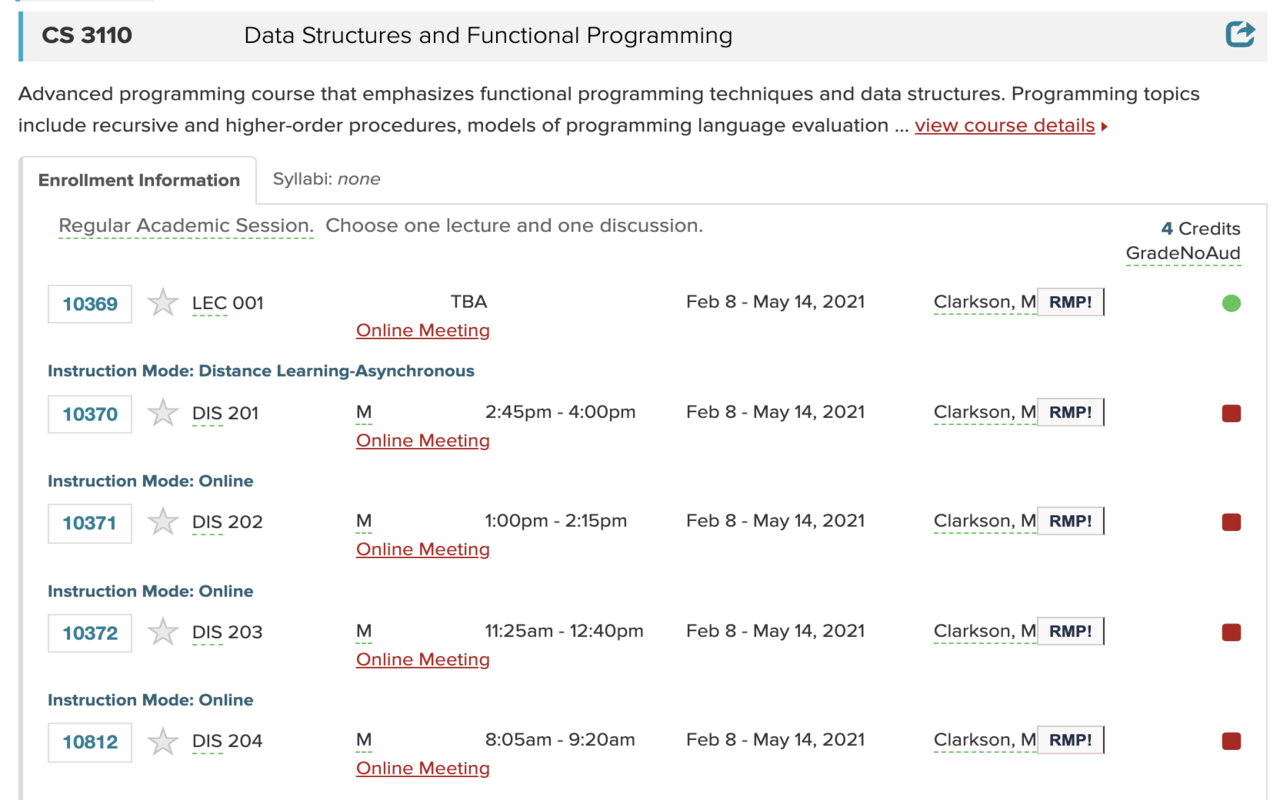 CS 3110 Data Structures and Functional Programming
Advanced programming course that emphasizes functional programming techniques and data structures. Programming topics
include recursive and higher-order procedures, models of programming language evaluation ... view course details
Enrollment Information Syllabi: none
Regular Academic Session. Choose one lecture and one discussion.
4 Credits
GradeNoAud
10369 LEC 001 TBA Feb 8 - May 14, 2021 Clarkson, M RMP!
Online Meeting
Instruction Mode: Distance Learning-Asynchronous
10370 DIS 201 M 2:45pm - 4:00pm Feb 8 - May 14, 2021 Clarkson, M RMP!
Online Meeting
Instruction Mode: Online
10371 DIS 202 M 1:00pm - 2:15pm Feb 8 - May 14, 2021 Clarkson, M RMP!
Online Meeting
Instruction Mode: Online
10372 DIS 203 M 11:25am - 12:40pm Feb 8 - May 14, 2021 Clarkson, M RMP!
Online Meeting
Instruction Mode: Online
10812 DIS 204 M 8:05am - 9:20am Feb 8 - May 14, 2021 Clarkson, M RMP!
Online Meeting